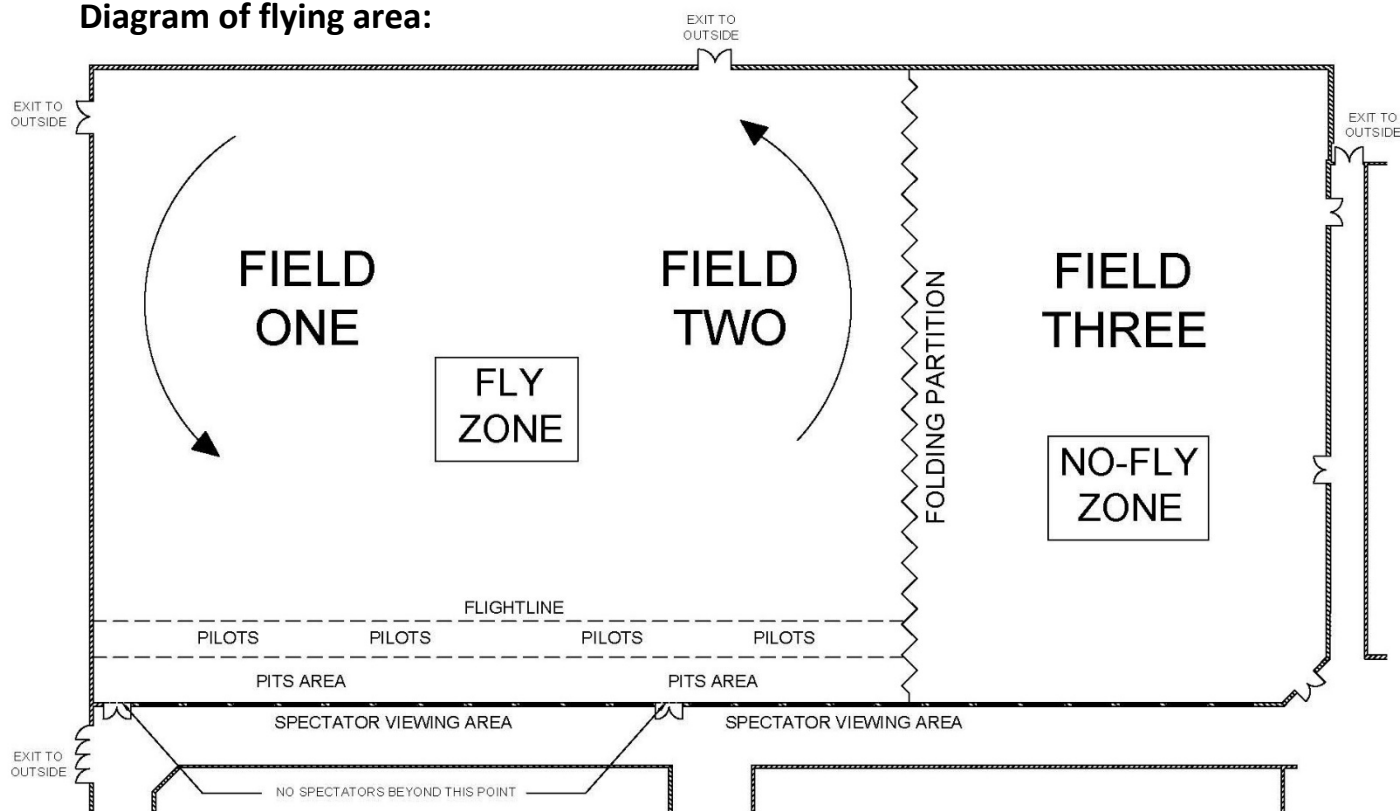 Diagram of flying area:
EXIT TO
OUTSIDE
EXIT TO
OUTSIDE
EXIT TO
OUTSIDE
FIELD
ONE
FIELD
TWO
FIELD
THREE
FOLDING PARTITION
FLY
ZONE
NO-FLY
ZONE
FLIGHTLINE
PILOTS
PILOTS
PILOTS
PILOTS
PITS AREA
PITS AREA
SPECTATOR VIEWING AREA
SPECTATOR VIEWING AREA
EXIT TO
OUTSIDE
NO SPECTATORS BEYOND THIS POINT